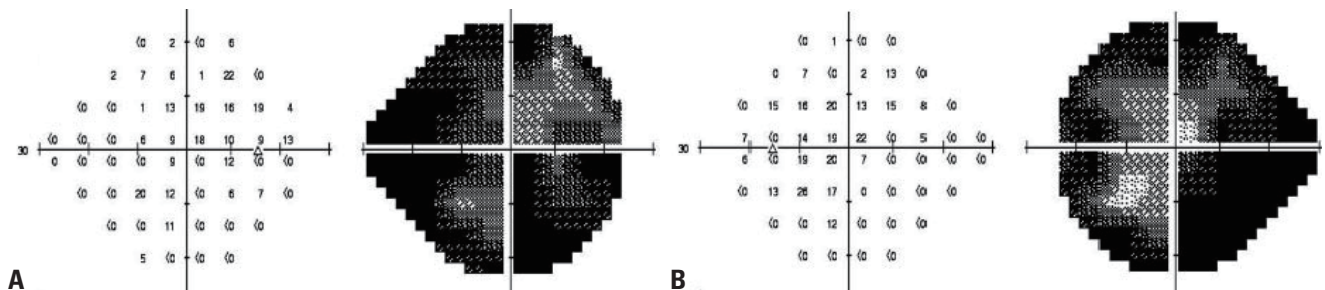 <0 2 <0 6
2 7 6 1 22 <0
<0 <0 1 13 19 16 19 4
<0 <0 <0 6 9 18 10 9 13
30
0 <0 <0 <0 9 <0 12 <0 <0
<0 <0 20 12 <0 6 7 <0
<0 <0 11 <0 <0 <0
5 <0 <0 <0
A
<0 1 <0 <0
0 7 <0 2 13 <0
<0 15 16 20 13 15 8 <0
7 <0 14 19 22 <0 5 <0 <0
30
6 <0 19 20 7 <0 <0 <0 <0
<0 13 26 17 0 <0 <0 <0
<0 <0 12 <0 <0 <0
<0 <0 <0 <0
B